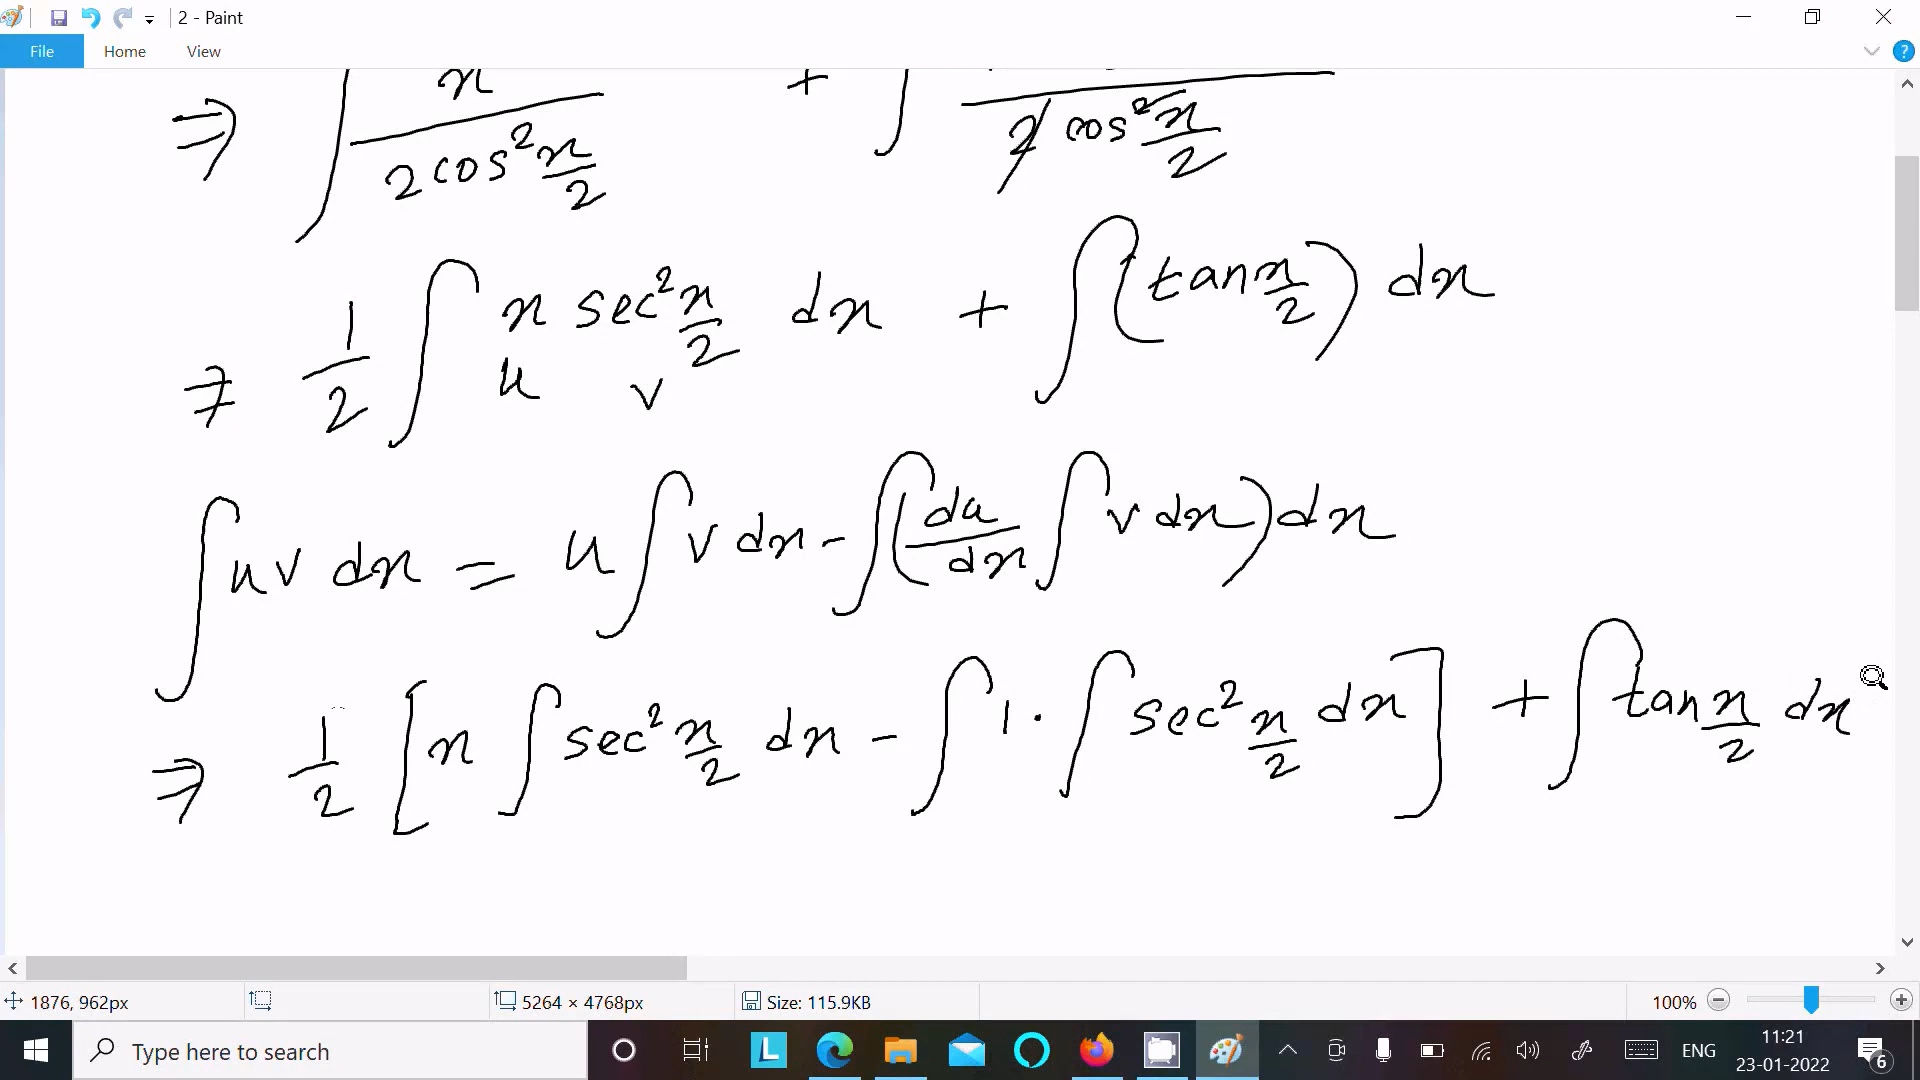 2 - Paint
File Home View
⇒ ∫ x / 2cos² x/2 + ∫ / 2 cos² x/2
⇒ 1/2 ∫ x sec² x/2 dx + ∫ (tan x/2) dx
u v
∫ uv dx = u ∫ v dx - ∫ (du/dx ∫ v dx) dx
⇒ 1/2 [x ∫ sec² x/2 dx - ∫ 1 · ∫ sec² x/2 dx] + ∫ tan x/2 dx
1876, 962px 5264 × 4768px Size: 115.9KB 100%
Type here to search L ENG 11:21
23-01-2022 6